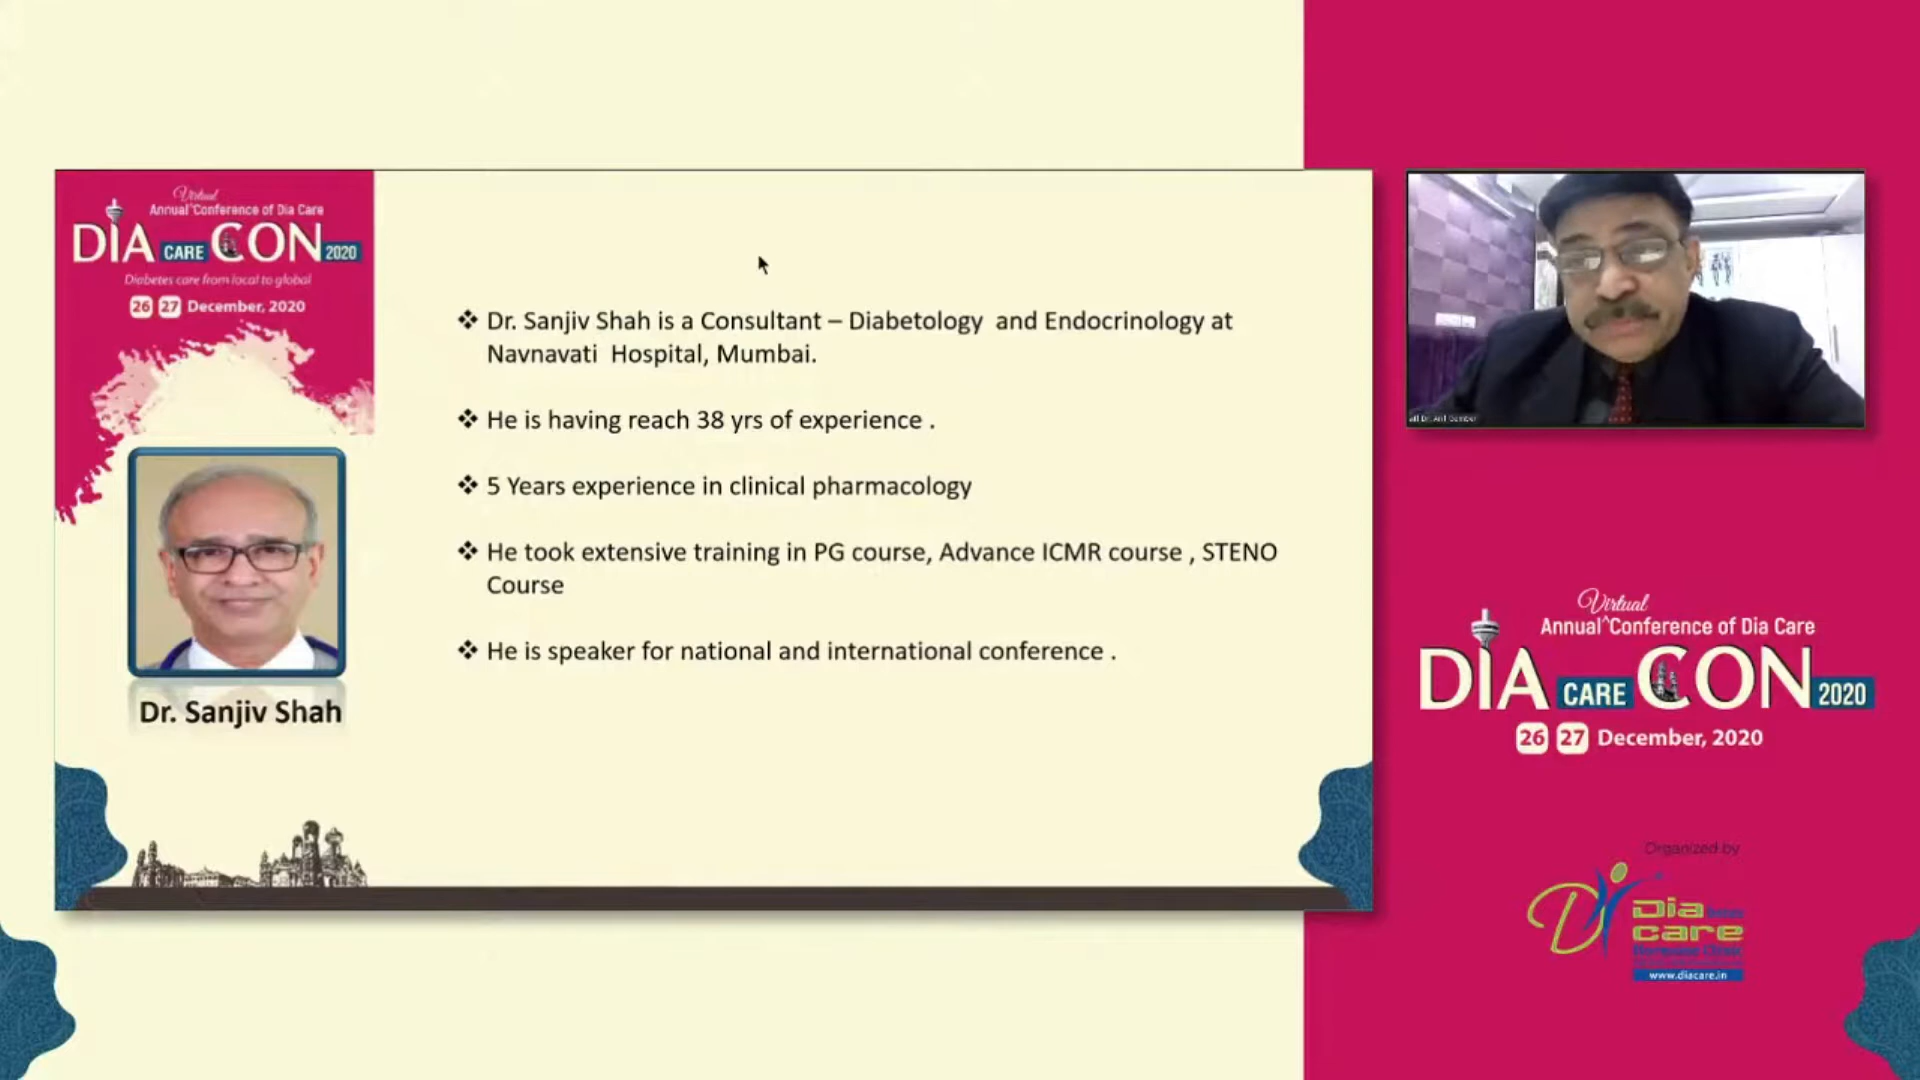 Virtual
Annual^Conference of Dia Care
DIA CARE CON 2020
Diabetes care from local to global
26 27 December, 2020
❖ Dr. Sanjiv Shah is a Consultant – Diabetology and Endocrinology at
Navnavati Hospital, Mumbai.
❖ He is having reach 38 yrs of experience .
❖ 5 Years experience in clinical pharmacology
❖ He took extensive training in PG course, Advance ICMR course , STENO
Course
❖ He is speaker for national and international conference .
Dr. Sanjiv Shah
Virtual
Annual^Conference of Dia Care
DIA CARE CON 2020
26 27 December, 2020
Organized by
Dia
care
www.diacare.in